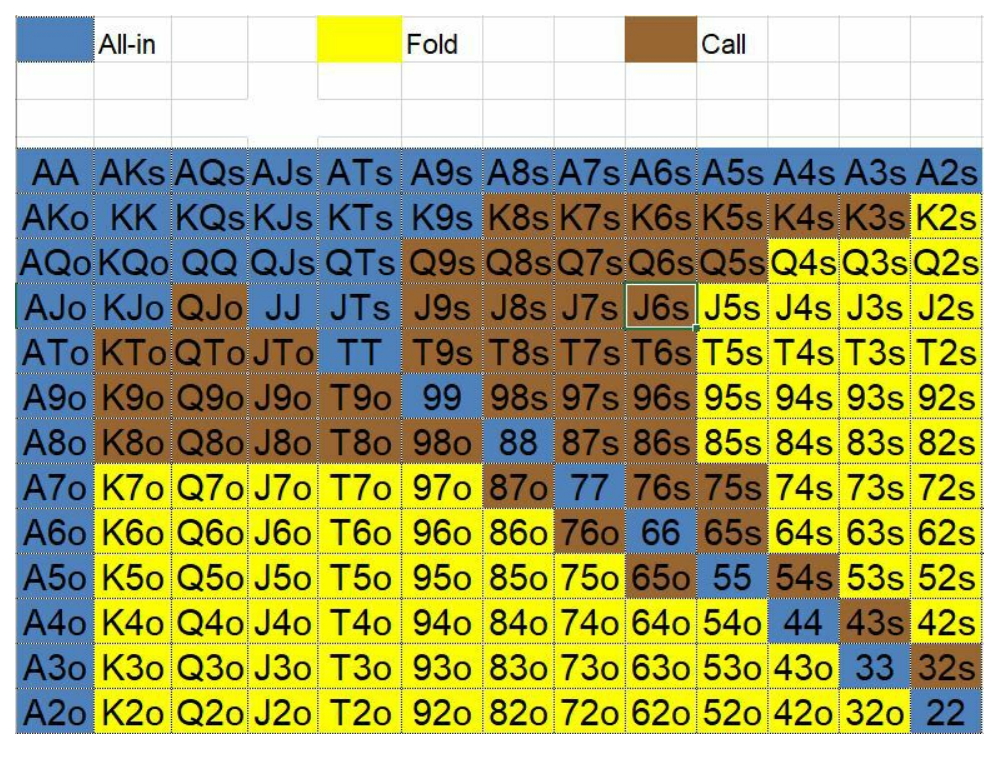 All-in Fold Call
AA AKs AQs AJs ATs A9s A8s A7s A6s A5s A4s A3s A2s
AKo KK KQs KJs KTs K9s K8s K7s K6s K5s K4s K3s K2s
AQo KQo QQ QJs QTs Q9s Q8s Q7s Q6s Q5s Q4s Q3s Q2s
AJo KJo QJo JJ JTs J9s J8s J7s J6s J5s J4s J3s J2s
ATo KTo QTo JTo TT T9s T8s T7s T6s T5s T4s T3s T2s
A9o K9o Q9o J9o T9o 99 98s 97s 96s 95s 94s 93s 92s
A8o K8o Q8o J8o T8o 98o 88 87s 86s 85s 84s 83s 82s
A7o K7o Q7o J7o T7o 97o 87o 77 76s 75s 74s 73s 72s
A6o K6o Q6o J6o T6o 96o 86o 76o 66 65s 64s 63s 62s
A5o K5o Q5o J5o T5o 95o 85o 75o 65o 55 54s 53s 52s
A4o K4o Q4o J4o T4o 94o 84o 74o 64o 54o 44 43s 42s
A3o K3o Q3o J3o T3o 93o 83o 73o 63o 53o 43o 33 32s
A2o K2o Q2o J2o T2o 92o 82o 72o 62o 52o 42o 32o 22